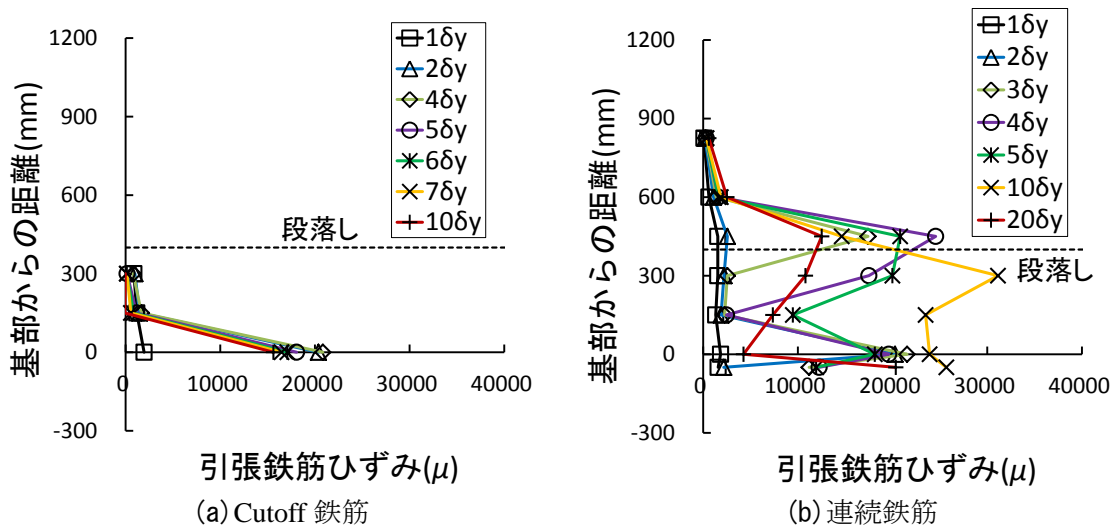 1200
900
600
300
0
-300
基部からの距離(mm)
1δy
2δy
4δy
5δy
6δy
7δy
10δy
段落し
0
10000
20000
30000
40000
引張鉄筋ひずみ(μ)
(a) Cutoff 鉄筋
1200
900
600
300
0
-300
基部からの距離(mm)
1δy
2δy
3δy
4δy
5δy
10δy
20δy
段落し
0
10000
20000
30000
40000
引張鉄筋ひずみ(μ)
(b) 連続鉄筋